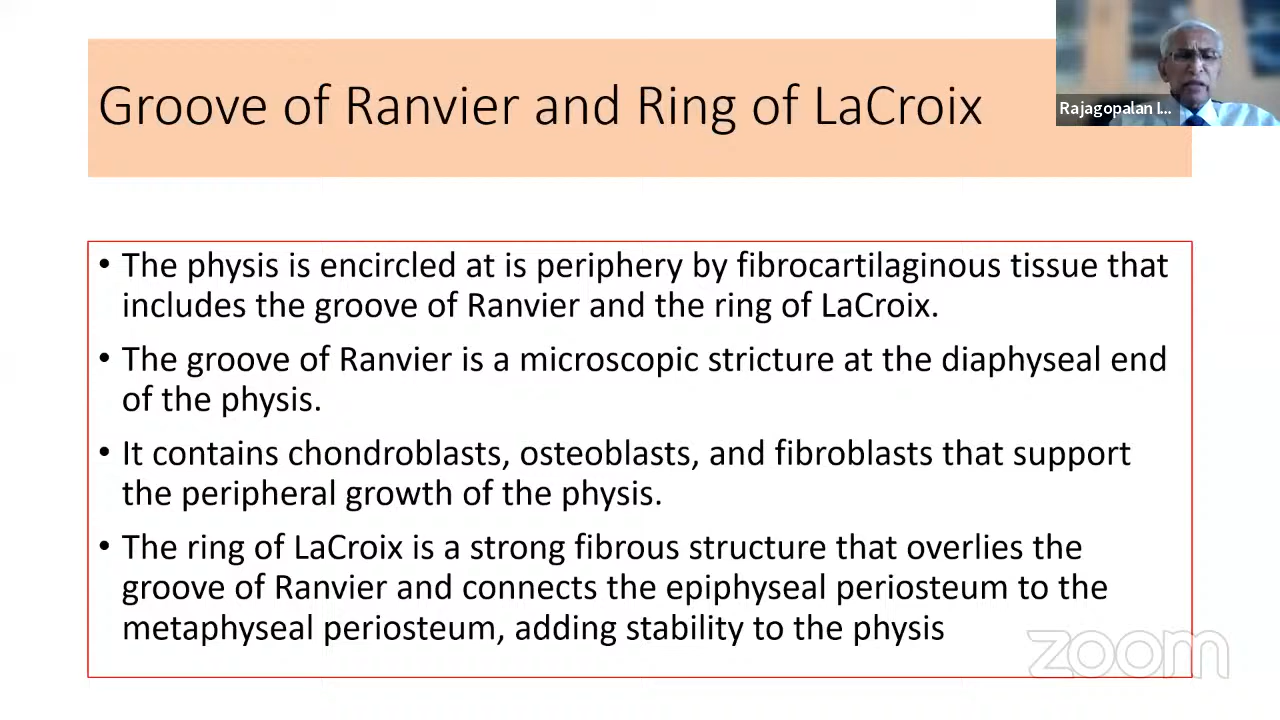 Groove of Ranvier and Ring of LaCroix
Rajagopalan I...
• The physis is encircled at is periphery by fibrocartilaginous tissue that
includes the groove of Ranvier and the ring of LaCroix.
• The groove of Ranvier is a microscopic stricture at the diaphyseal end
of the physis.
• It contains chondroblasts, osteoblasts, and fibroblasts that support
the peripheral growth of the physis.
• The ring of LaCroix is a strong fibrous structure that overlies the
groove of Ranvier and connects the epiphyseal periosteum to the
metaphyseal periosteum, adding stability to the physis
zoom